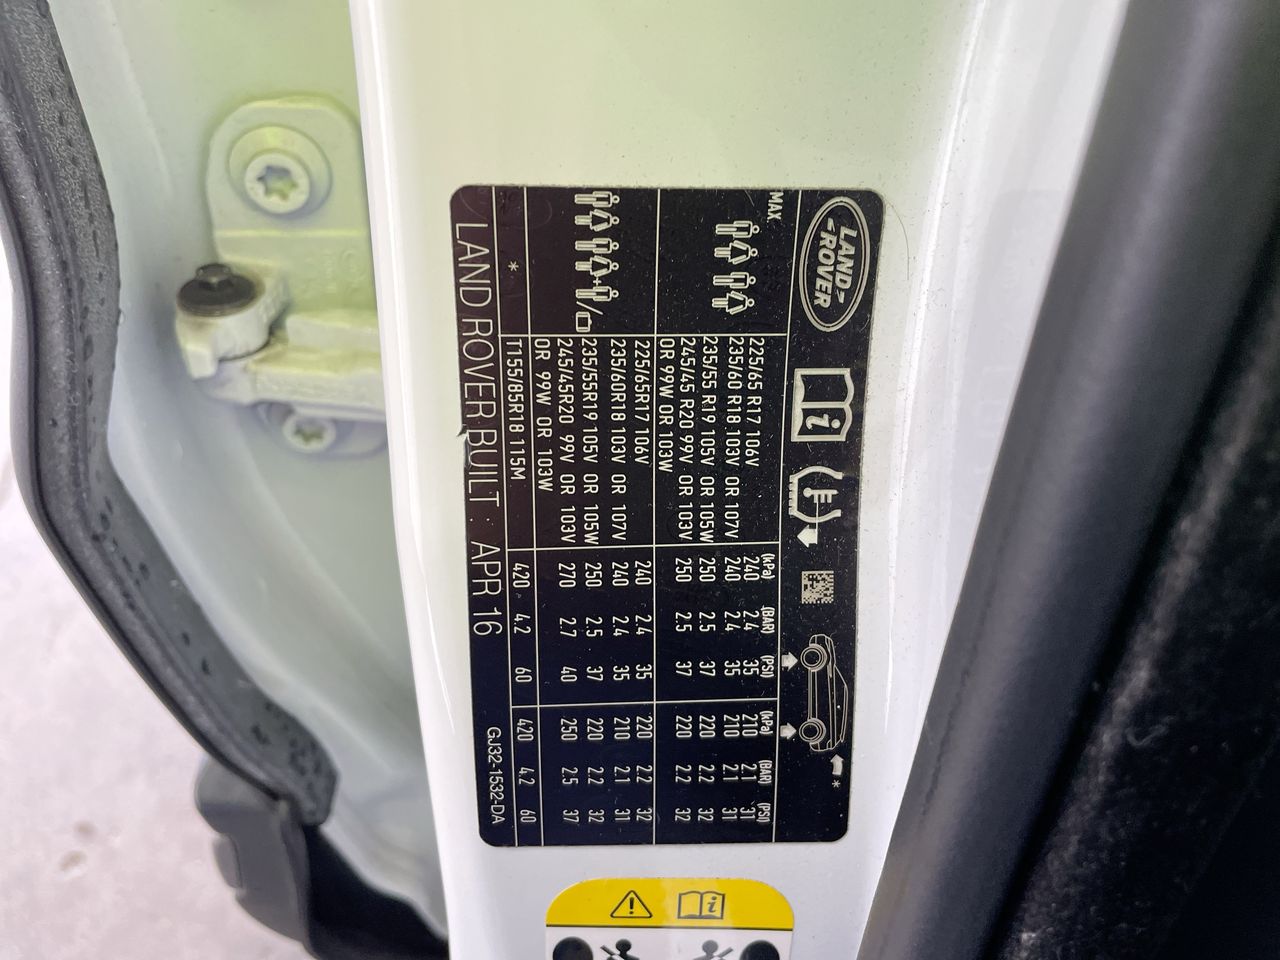 LAND
ROVER
(kPa) (BAR) (PSI) (kPa) (BAR) (PSI)
MAX
225/65 R17 106V 240 2.4 35 210 2.1 31
235/60 R18 103V OR 107V 240 2.4 35 210 2.1 31
235/55 R19 105V OR 105W 250 2.5 37 220 2.2 32
245/45 R20 99V OR 103V 250 2.5 37 220 2.2 32
OR 99W OR 103W
225/65R17 106V 240 2.4 35 220 2.2 32
235/60R18 103V OR 107V 240 2.4 35 210 2.1 31
235/55R19 105V OR 105W 250 2.5 37 220 2.2 32
245/45R20 99V OR 103V 270 2.7 40 250 2.5 37
OR 99W OR 103W
* T155/85R18 115M 420 4.2 60 420 4.2 60
LAND ROVER BUILT : APR 16 GJ32-1532-DA